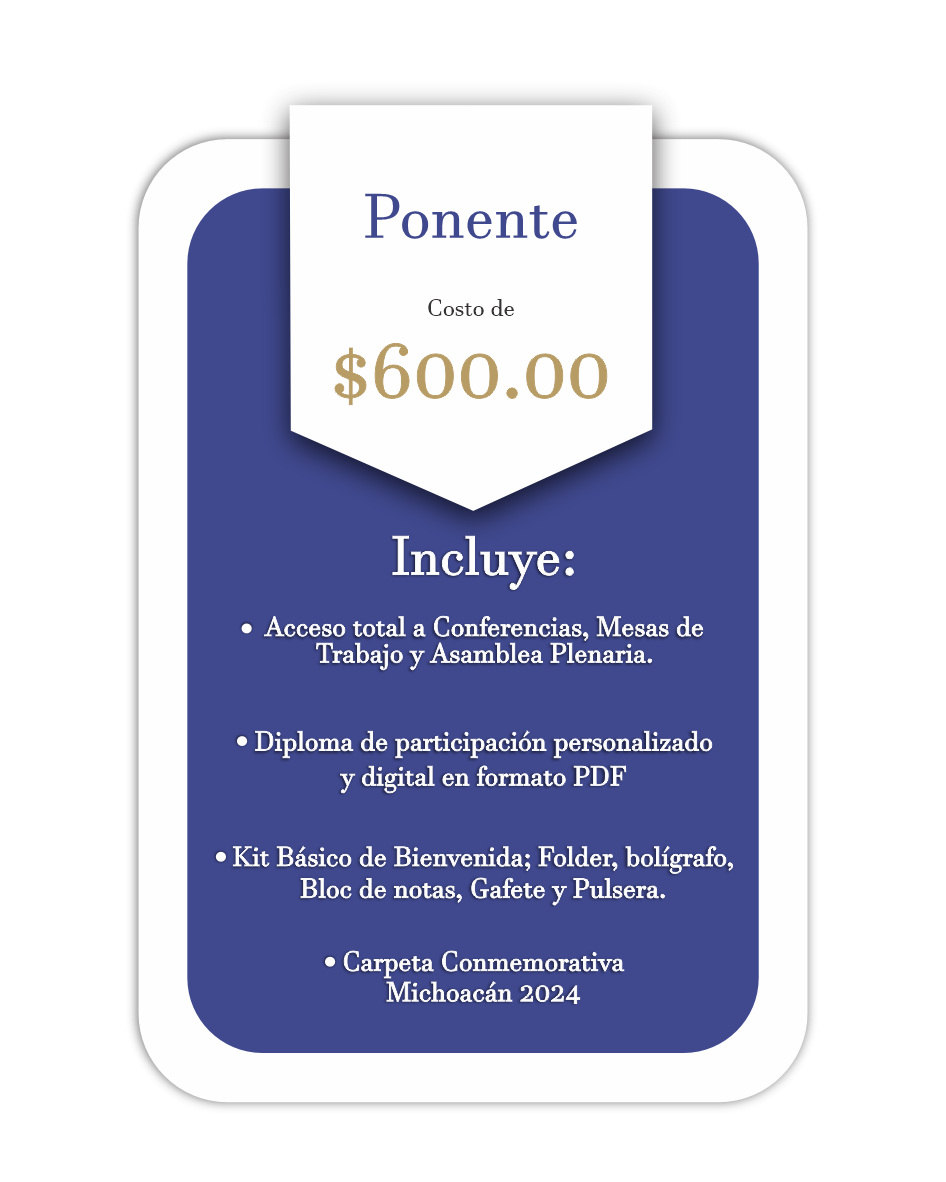 Ponente
Costo de
$600.00
Incluye:
• Acceso total a Conferencias, Mesas de
Trabajo y Asamblea Plenaria.
• Diploma de participación personalizado
y digital en formato PDF
• Kit Básico de Bienvenida; Folder, bolígrafo,
Bloc de notas, Gafete y Pulsera.
• Carpeta Conmemorativa
Michoacán 2024